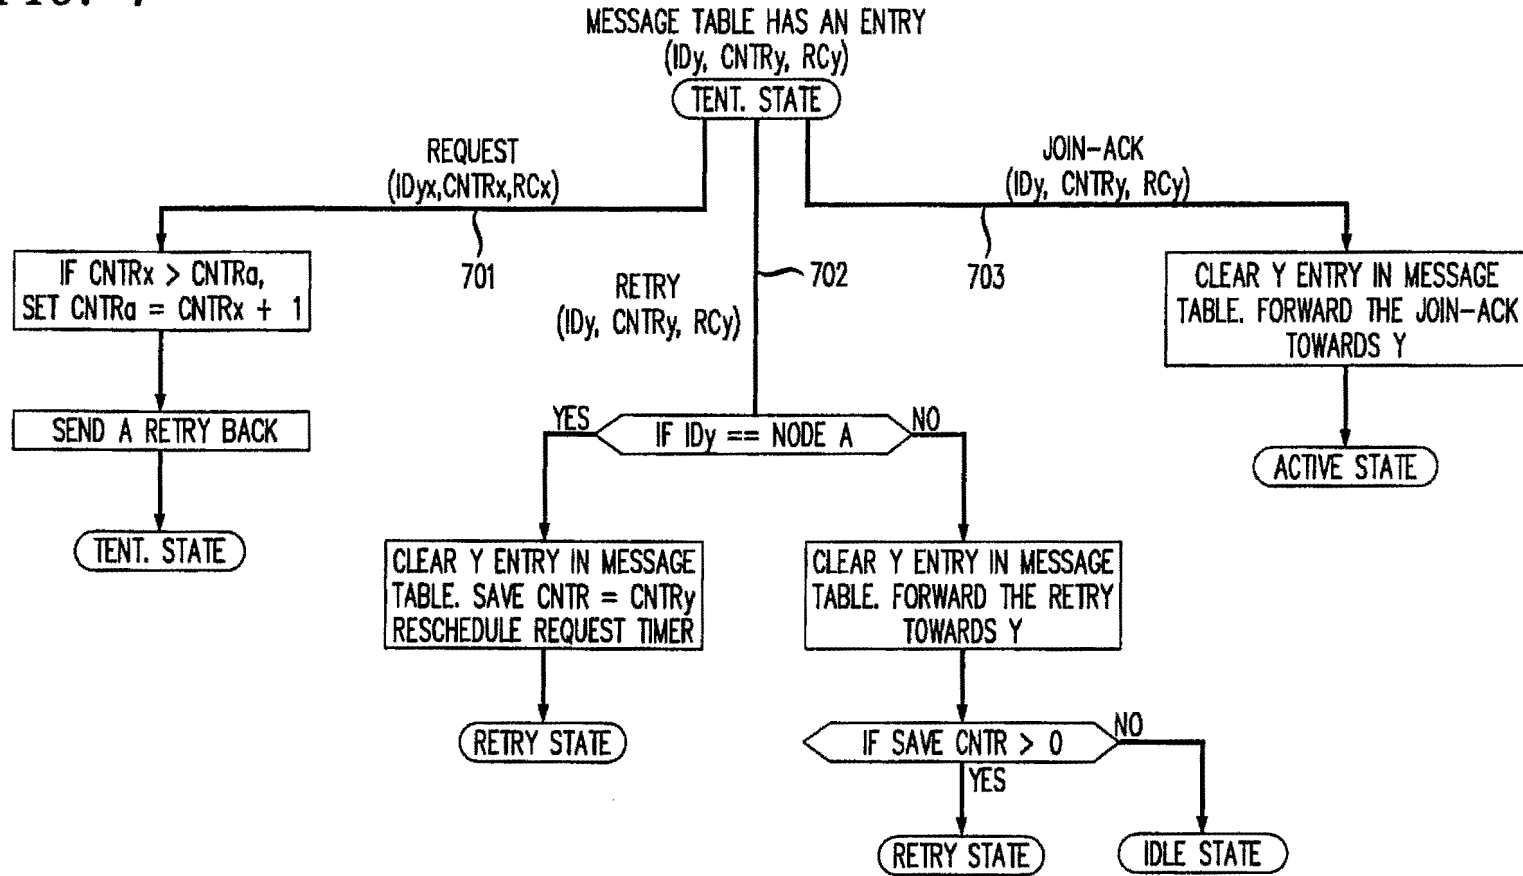 FIG. 7
MESSAGE TABLE HAS AN ENTRY
(IDy, CNTRy, RCy)
TENT. STATE
REQUEST
(IDyx,CNTRx,RCx)
JOIN-ACK
(IDy, CNTRy, RCy)
701
702
703
RETRY
(IDy, CNTRy, RCy)
IF CNTRx > CNTRa,
SET CNTRa = CNTRx + 1
CLEAR Y ENTRY IN MESSAGE
TABLE. FORWARD THE JOIN-ACK
TOWARDS Y
SEND A RETRY BACK
YES
IF IDy == NODE A
NO
ACTIVE STATE
TENT. STATE
CLEAR Y ENTRY IN MESSAGE
TABLE. SAVE CNTR = CNTRy
RESCHEDULE REQUEST TIMER
CLEAR Y ENTRY IN MESSAGE
TABLE. FORWARD THE RETRY
TOWARDS Y
RETRY STATE
IF SAVE CNTR > 0
NO
YES
RETRY STATE
IDLE STATE